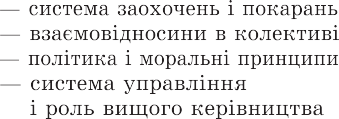 — система заохочень і покарань
— взаємовідносини в колективі
— політика і моральні принципи
— система управління
і роль вищого керівництва